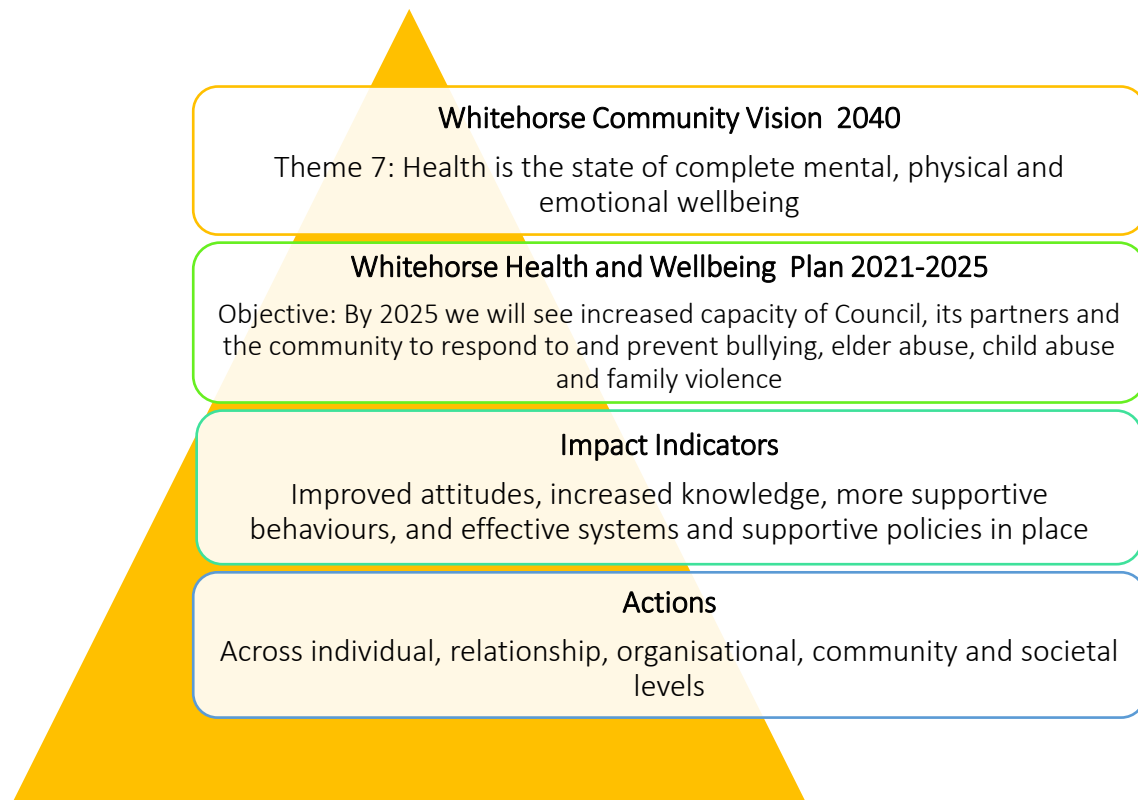 Whitehorse Community Vision 2040
Theme 7: Health is the state of complete mental, physical and
emotional wellbeing
Whitehorse Health and Wellbeing Plan 2021-2025
Objective: By 2025 we will see increased capacity of Council, its partners and
the community to respond to and prevent bullying, elder abuse, child abuse
and family violence
Impact Indicators
Improved attitudes, increased knowledge, more supportive
behaviours, and effective systems and supportive policies in place
Actions
Across individual, relationship, organisational, community and societal
levels